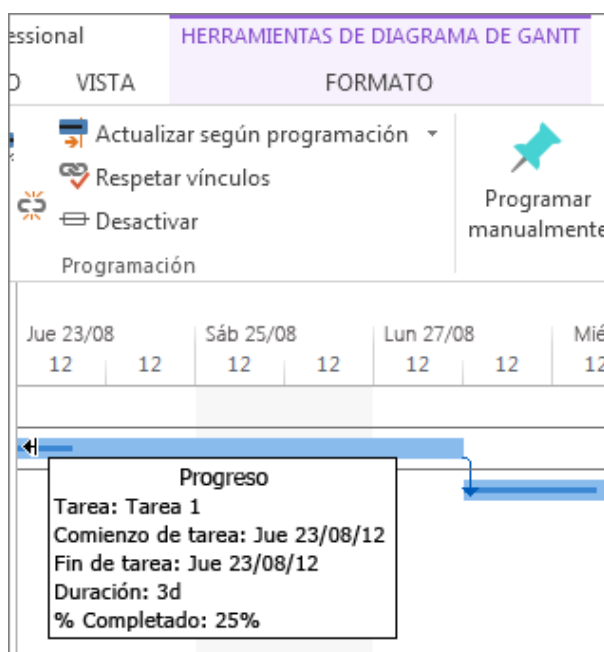 essional HERRAMIENTAS DE DIAGRAMA DE GANTT
O VISTA FORMATO
Actualizar según programación
Respetar vínculos
Desactivar
Programar
manualmente
Programación
Jue 23/08 Sáb 25/08 Lun 27/08 Mié
12 12 12 12 12 12 12
Progreso
Tarea: Tarea 1
Comienzo de tarea: Jue 23/08/12
Fin de tarea: Jue 23/08/12
Duración: 3d
% Completado: 25%